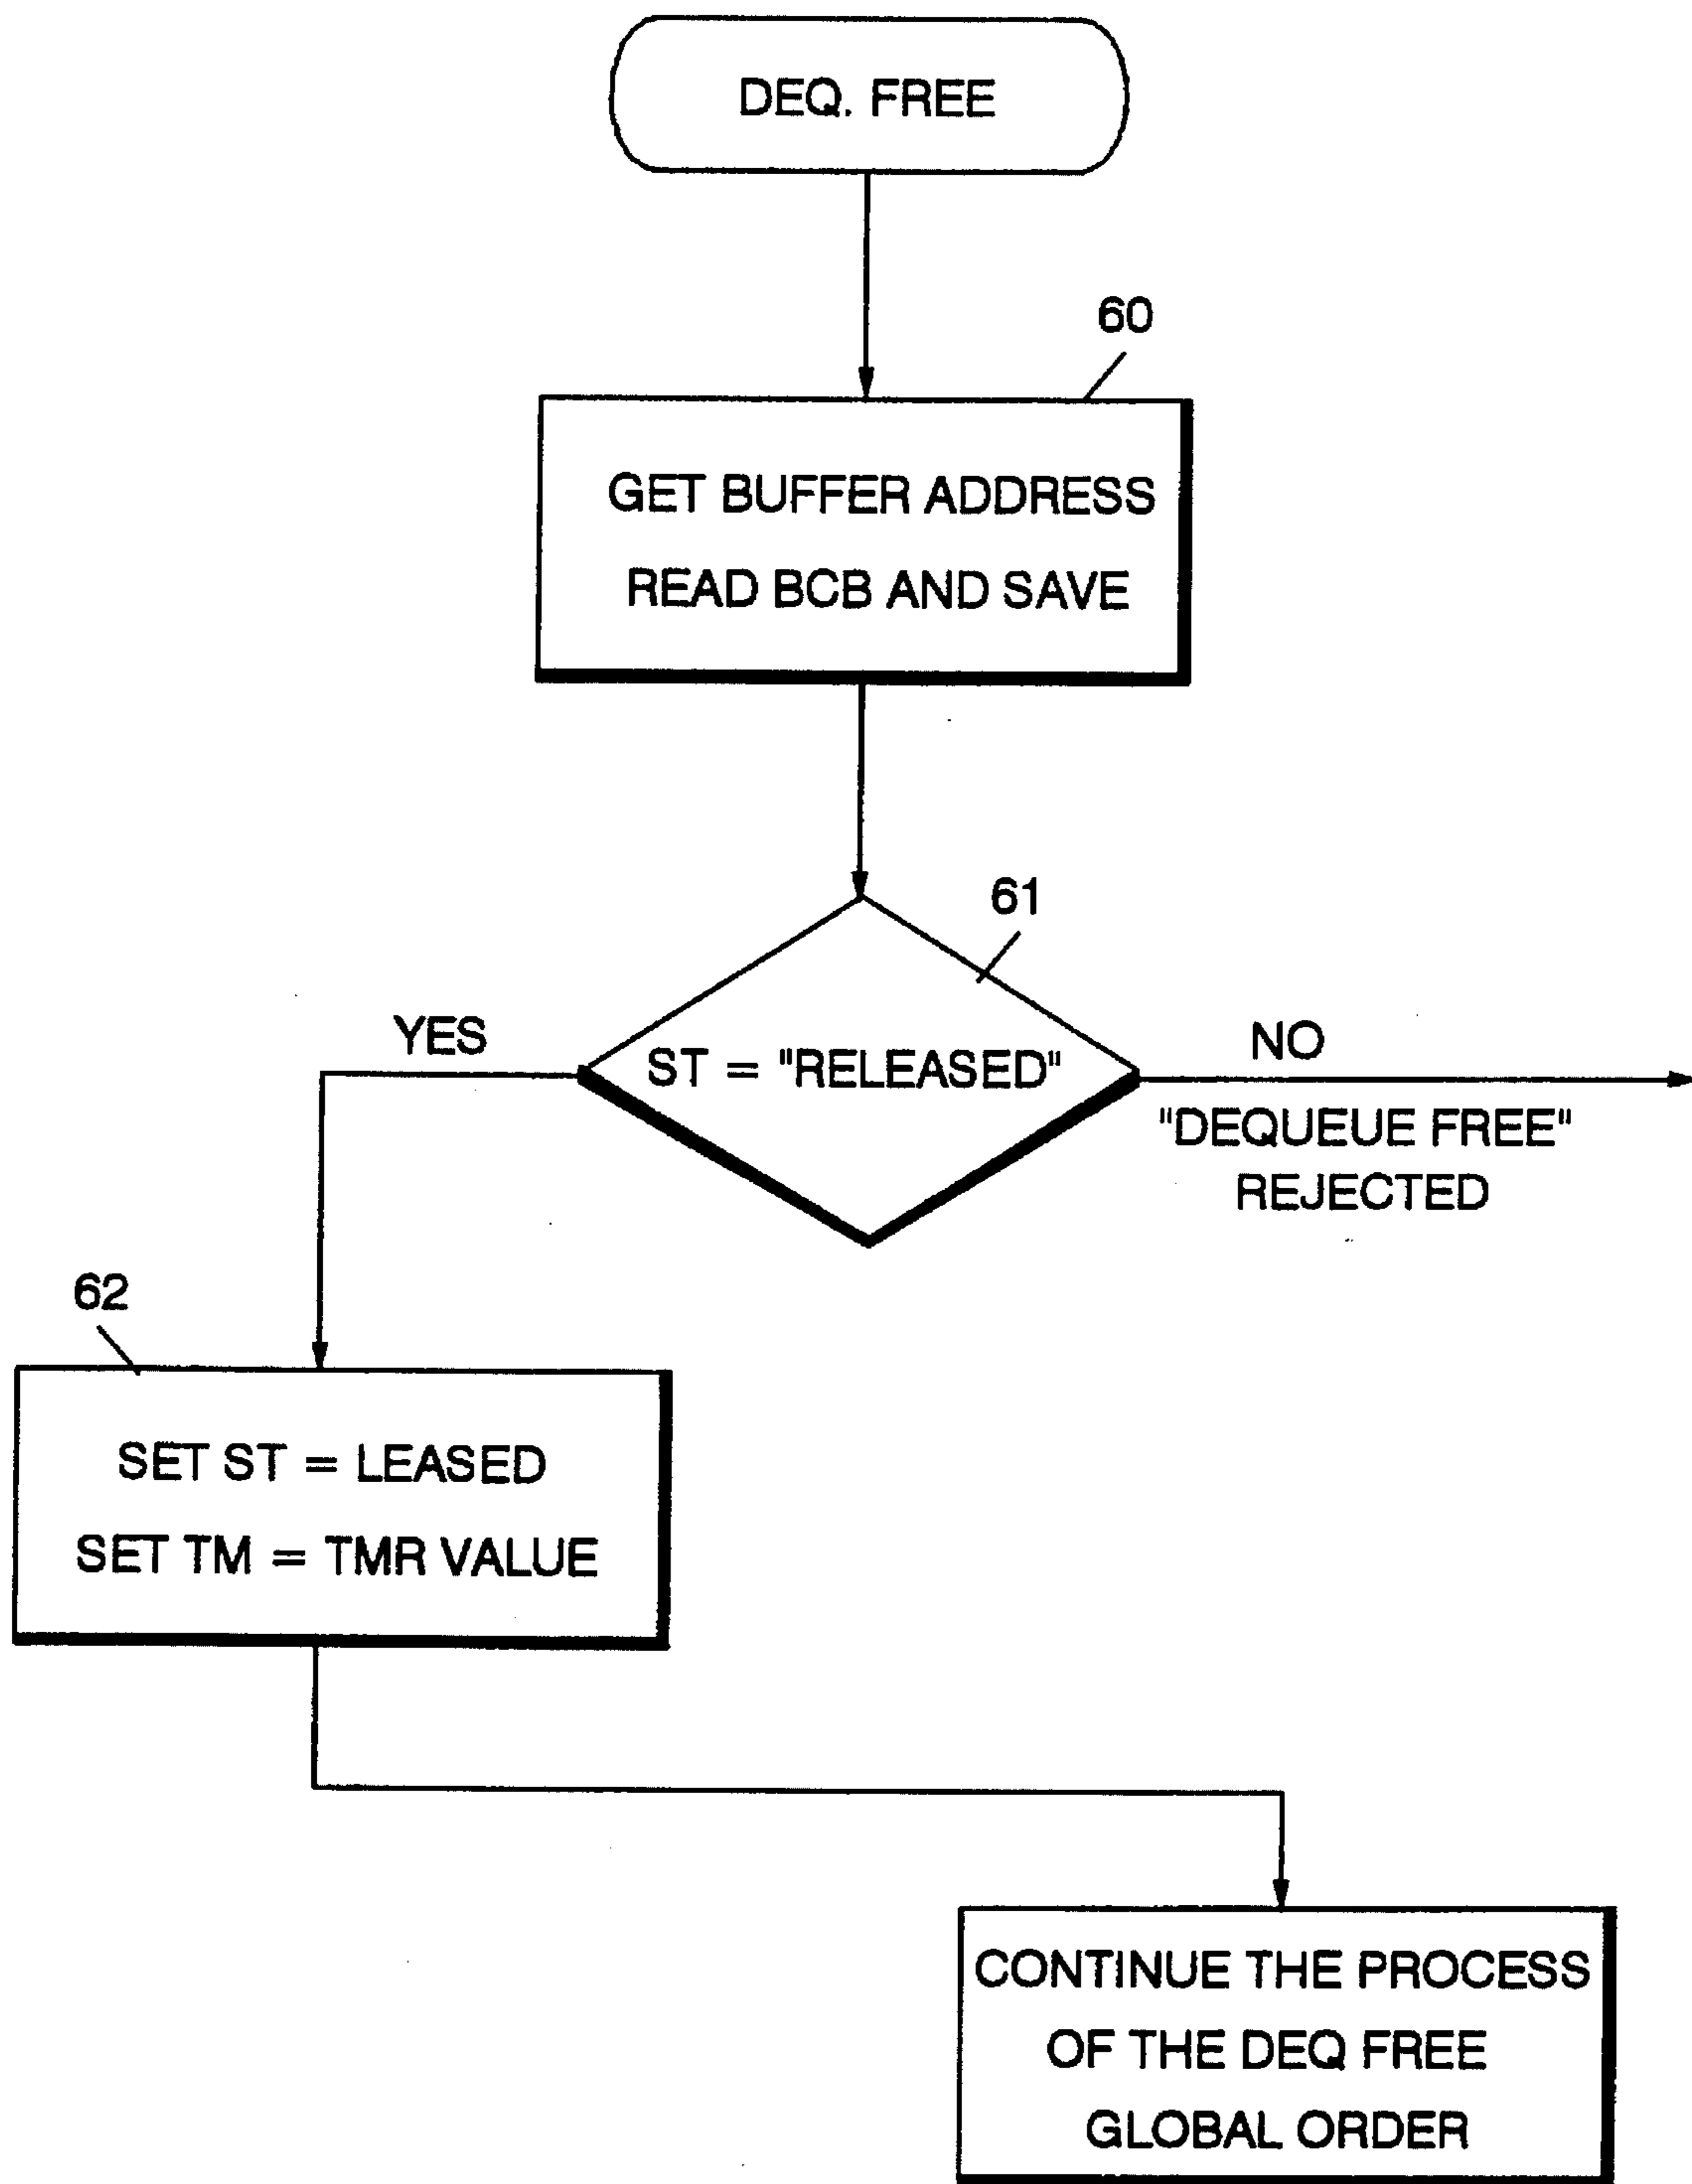 DEQ. FREE
60
GET BUFFER ADDRESS
READ BCB AND SAVE
61
YES
ST = "RELEASED"
NO
"DEQUEUE FREE"
REJECTED
62
SET ST = LEASED
SET TM = TMR VALUE
CONTINUE THE PROCESS
OF THE DEQ FREE
GLOBAL ORDER